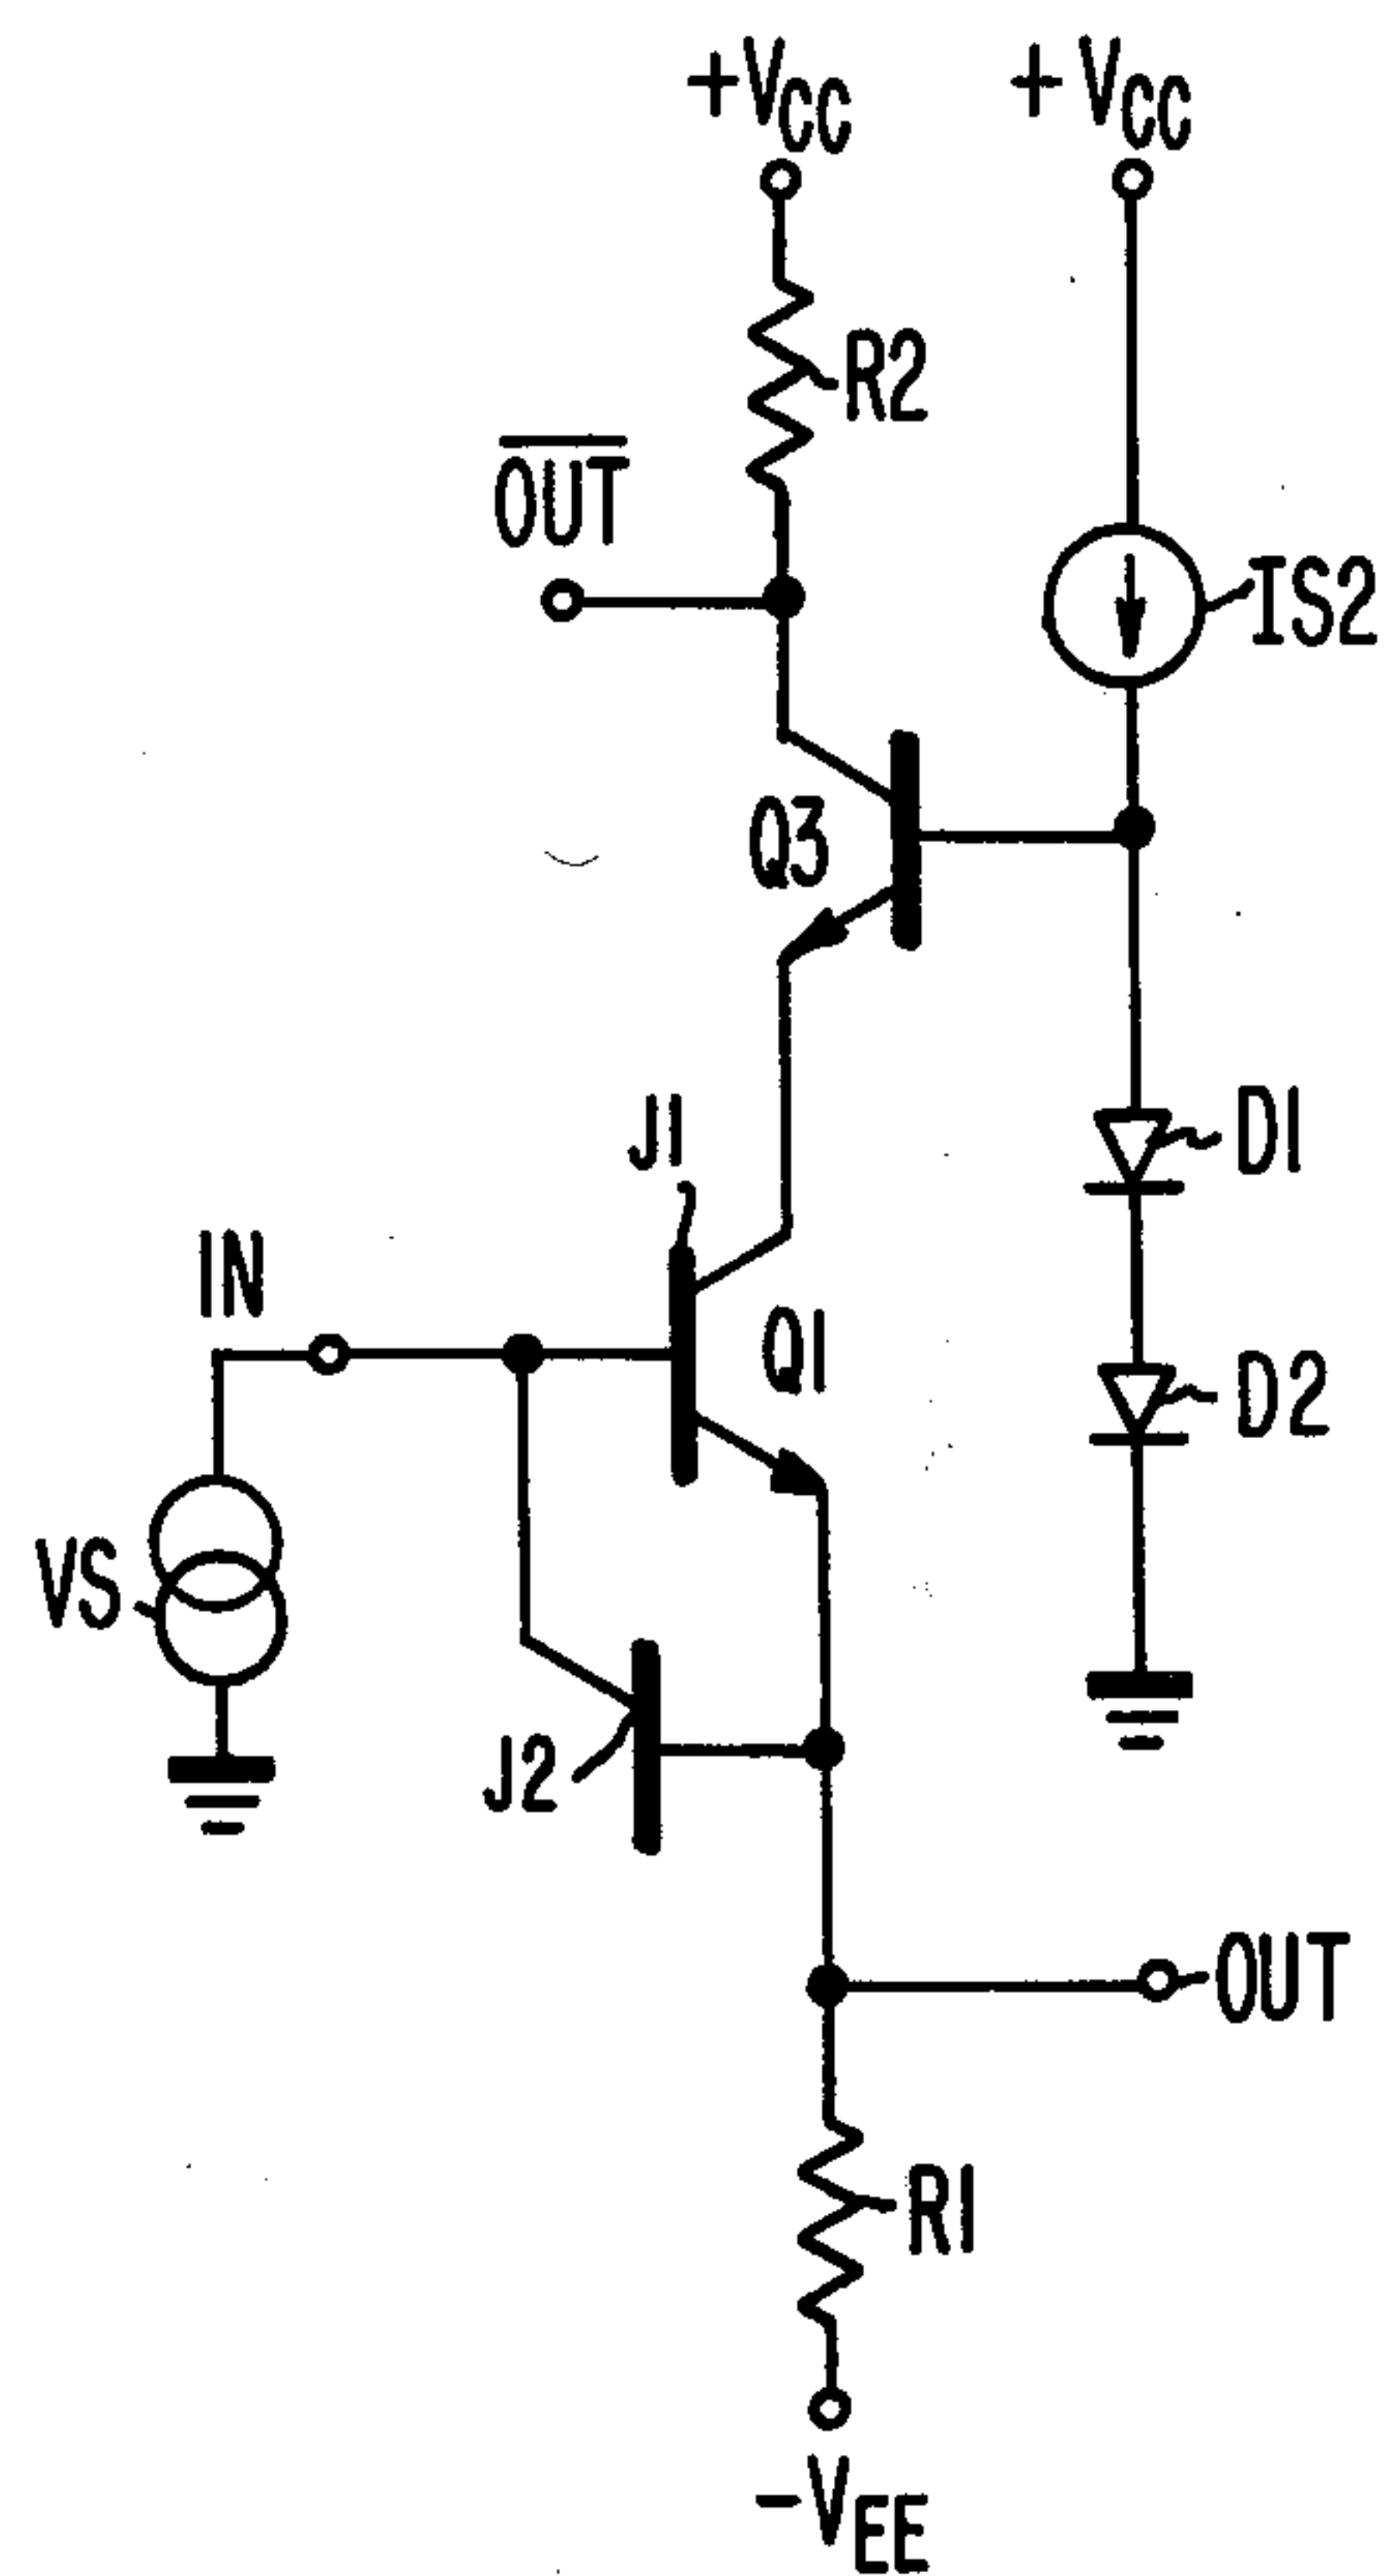 +VCC
+ VCC
R2
OUT
IS2
Q3
J1
D1
IN
Q1
D2
VS
J2
OUT
R1
-VEE